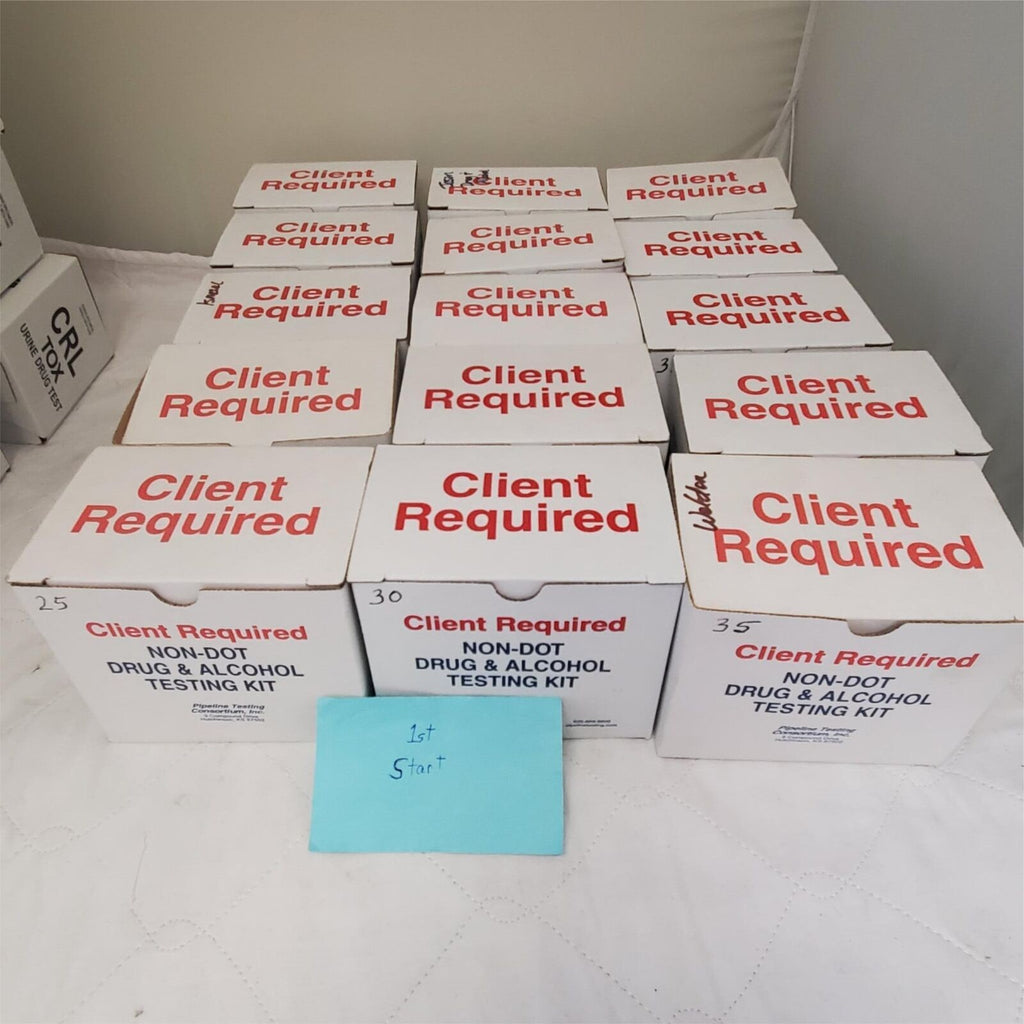 Client
Required
Client
Required
Client
Required
Client
Required
Client
Required
Client
Required
Client
Required
Client
Required
Client
Required
Client
Required
Client
Required
3
Client
Required
Client
Required
Client
Required
Client
Required
CRL
TOX
URINE DRUG TEST
25
Client Required
NON-DOT
DRUG & ALCOHOL
TESTING KIT
Pipeline Testing
Consortium, Inc.
30
Client Required
NON-DOT
DRUG & ALCOHOL
TESTING KIT
35
Client Required
NON-DOT
DRUG & ALCOHOL
TESTING KIT
Pipeline Testing
Consortium, Inc.
1st
Start